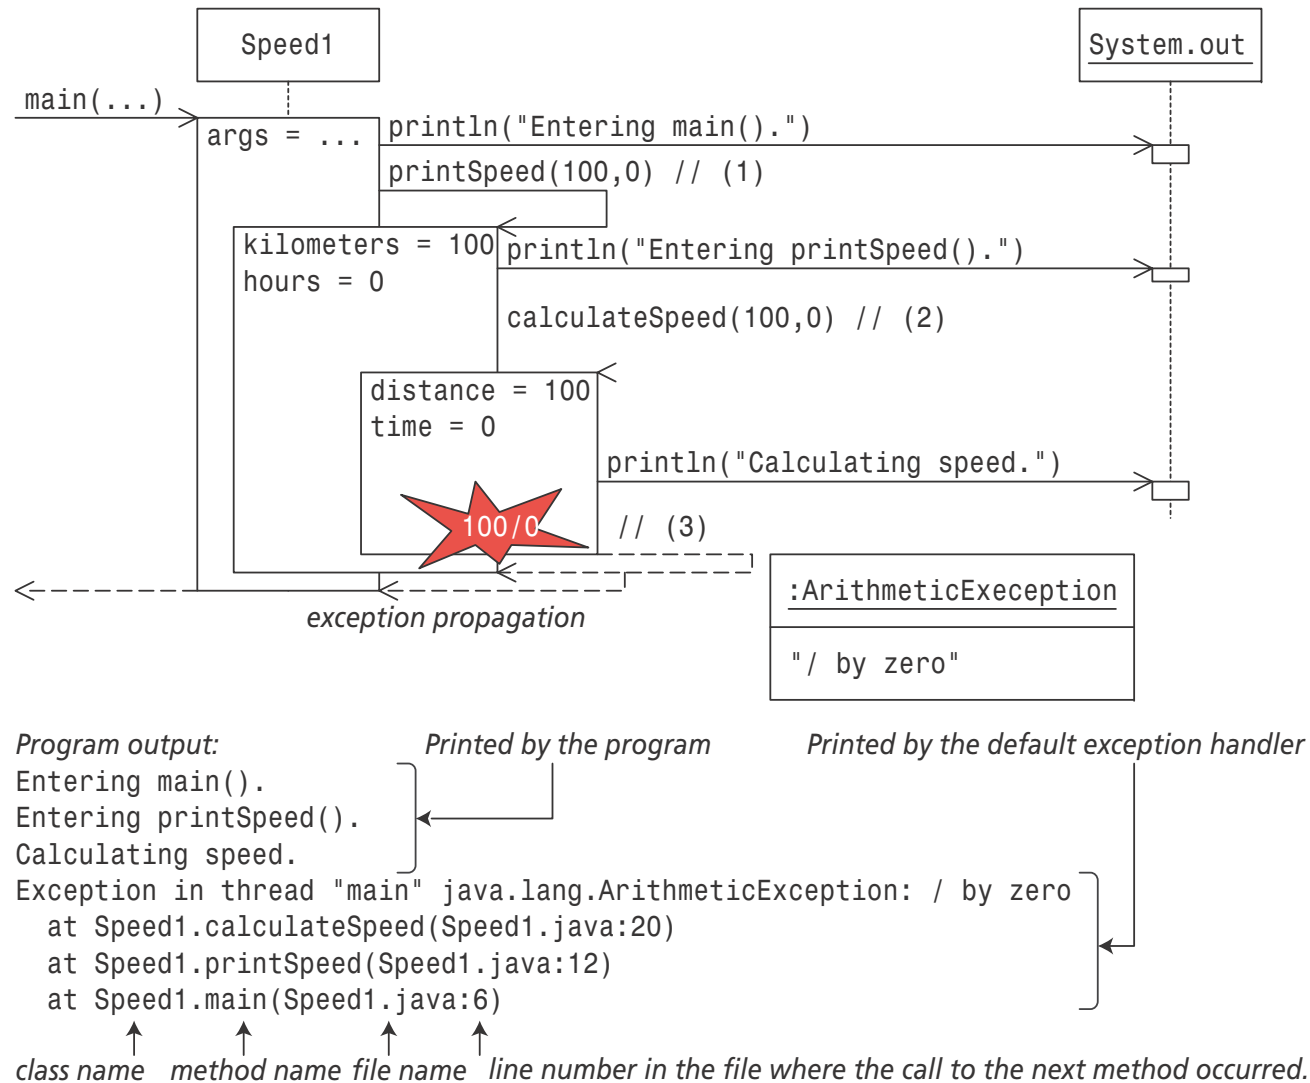 Speed1
System.out
main(...)
args = ...
println("Entering main().")
printSpeed(100,0) // (1)
kilometers = 100
println("Entering printSpeed().")
hours = 0
calculateSpeed(100,0) // (2)
distance = 100
time = 0
println("Calculating speed.")
100/0
// (3)
:ArithmeticExeception
exception propagation
"/ by zero"
Program output:
Printed by the program
Printed by the default exception handler
Entering main().
Entering printSpeed().
Calculating speed.
Exception in thread "main" java.lang.ArithmeticException: / by zero
at Speed1.calculateSpeed(Speed1.java:20)
at Speed1.printSpeed(Speed1.java:12)
at Speed1.main(Speed1.java:6)
class name method name file name line number in the file where the call to the next method occurred.